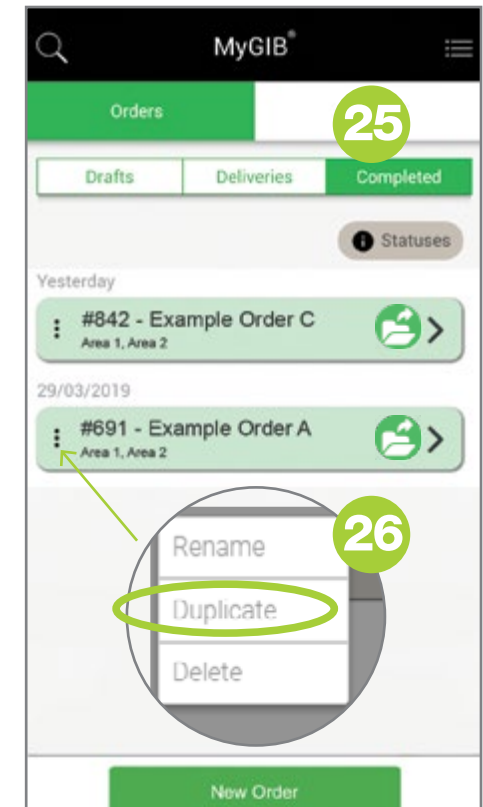 MyGIB®
Orders
25
Drafts Deliveries Completed
Statuses
Yesterday
#842 - Example Order C
Area 1, Area 2
29/03/2019
#691 - Example Order A
Area 1, Area 2
26
Rename
Duplicate
Delete
New Order